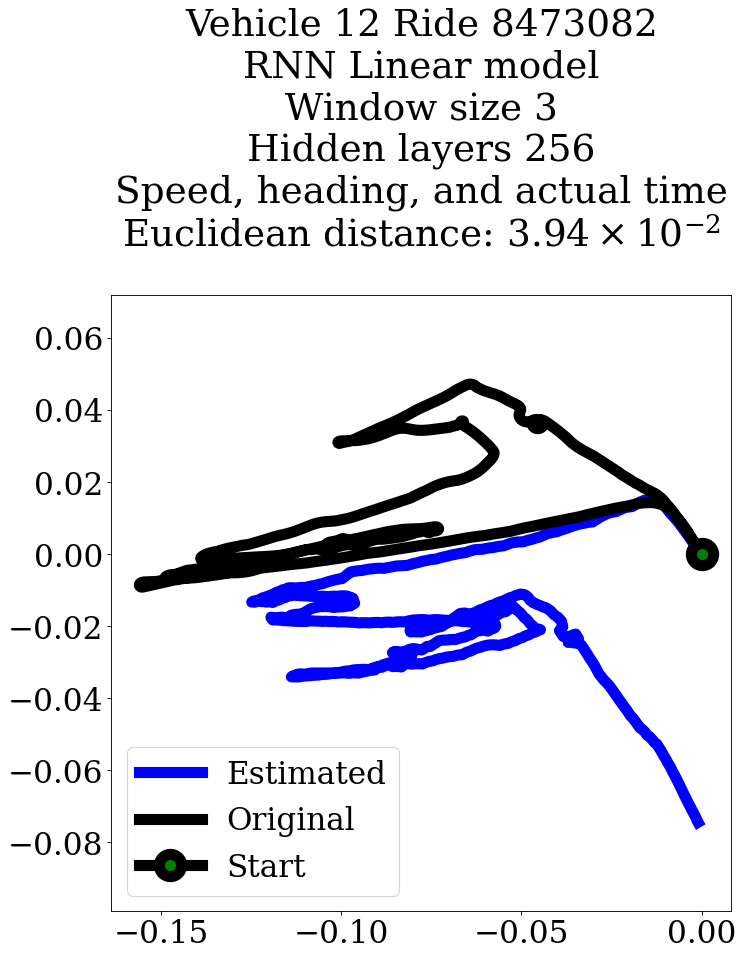 Vehicle 12 Ride 8473082
RNN Linear model
Window size 3
Hidden layers 256
Speed, heading, and actual time
Euclidean distance: 3.94 × 10⁻²
0.06
0.04
0.02
0.00
−0.02
−0.04
−0.06
−0.08
Estimated
Original
Start
−0.15 −0.10 −0.05 0.00